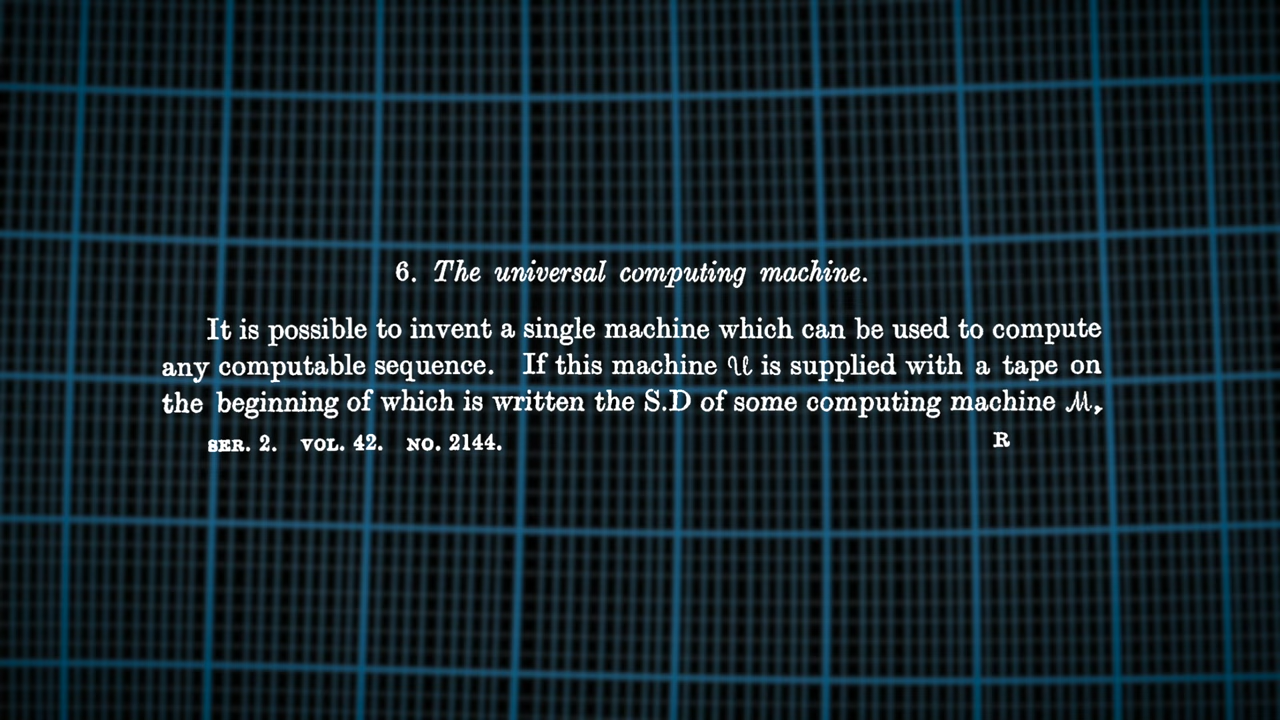 6. The universal computing machine.
It is possible to invent a single machine which can be used to compute
any computable sequence. If this machine 𝒰 is supplied with a tape on
the beginning of which is written the S.D of some computing machine ℳ,
SER. 2. VOL. 42. NO. 2144. R